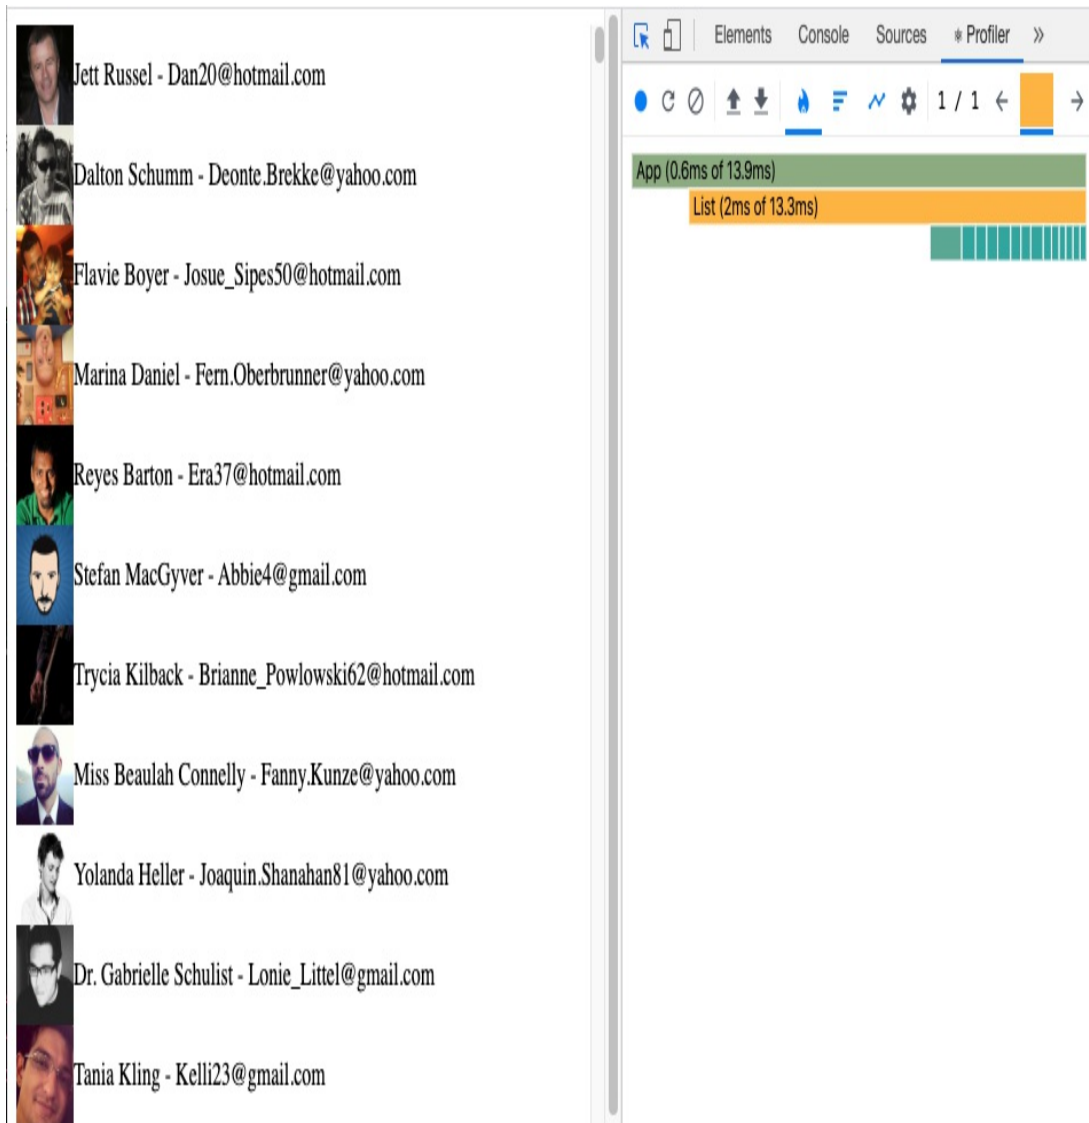 Jett Russel - Dan20@hotmail.com
Dalton Schumm - Deonte.Brekke@yahoo.com
Flavie Boyer - Josue_Sipes50@hotmail.com
Marina Daniel - Fern.Oberbrunner@yahoo.com
Reyes Barton - Era37@hotmail.com
Stefan MacGyver - Abbie4@gmail.com
Trycia Kilback - Brianne_Powlowski62@hotmail.com
Miss Beaulah Connelly - Fanny.Kunze@yahoo.com
Yolanda Heller - Joaquin.Shanahan81@yahoo.com
Dr. Gabrielle Schulist - Lonie_Littel@gmail.com
Tania Kling - Kelli23@gmail.com
Elements Console Sources Profiler »
1 / 1
App (0.6ms of 13.9ms)
List (2ms of 13.3ms)